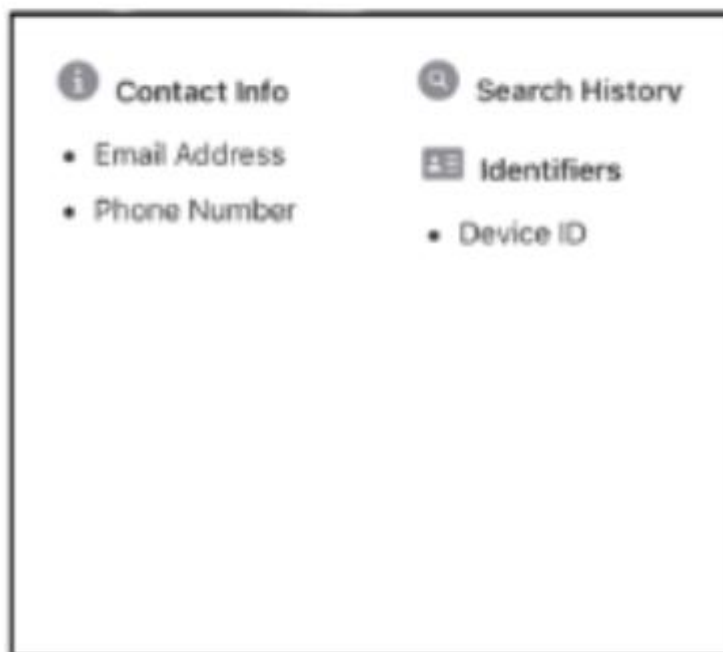 Contact Info
• Email Address
• Phone Number
Search History
Identifiers
• Device ID